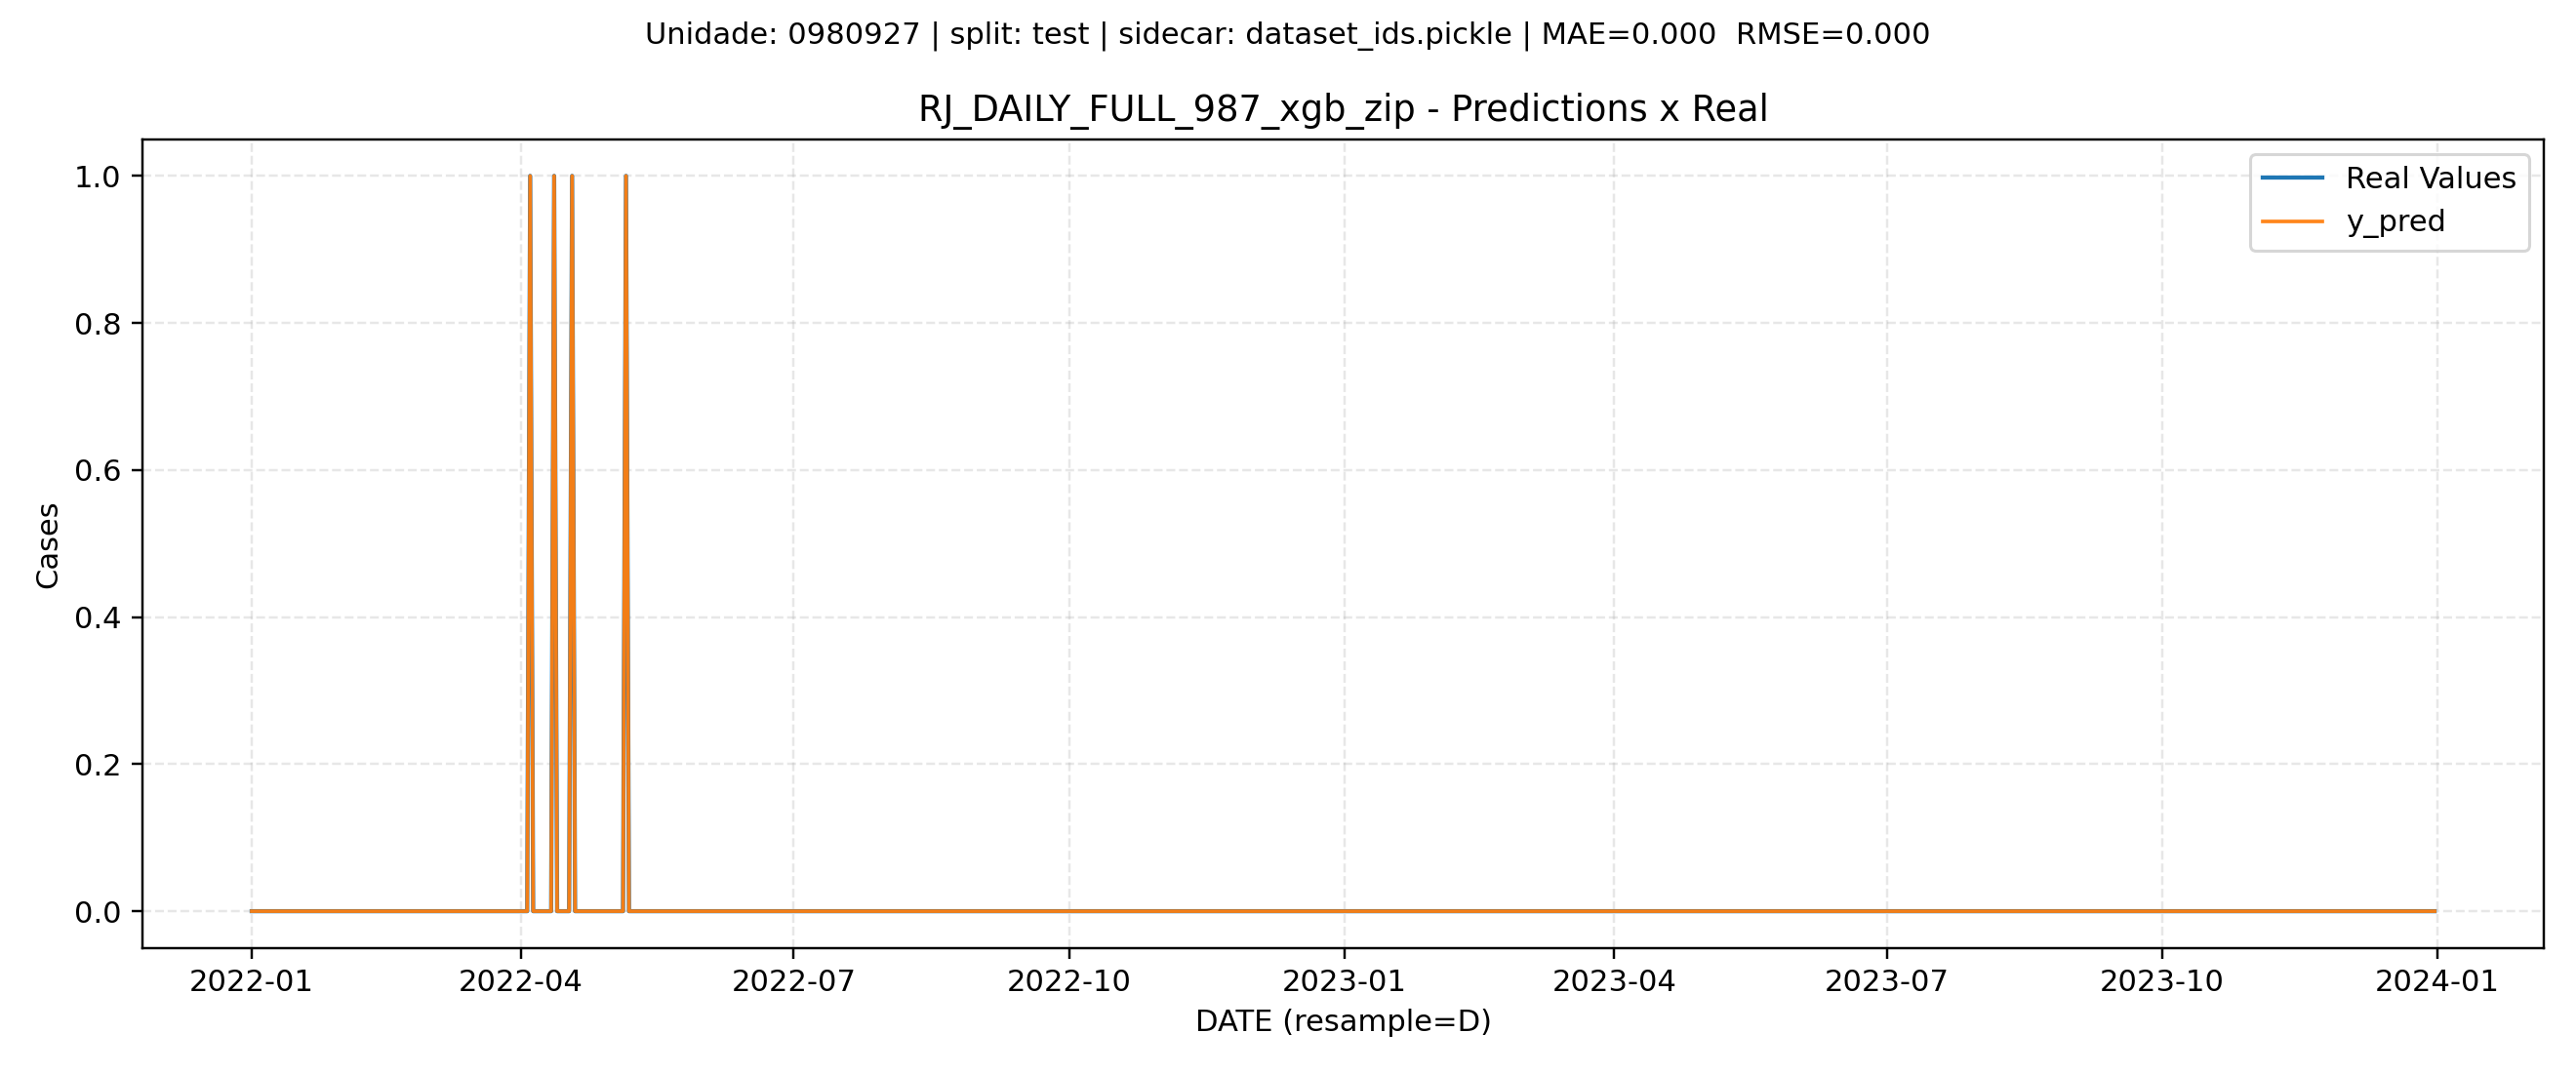 Unidade: 0980927 | split: test | sidecar: dataset_ids.pickle | MAE=0.000  RMSE=0.000
RJ_DAILY_FULL_987_xgb_zip - Predictions x Real
Real Values
y_pred
1.0
0.8
0.6
0.4
0.2
0.0
Cases
2022-01 2022-04 2022-07 2022-10 2023-01 2023-04 2023-07 2023-10 2024-01
DATE (resample=D)